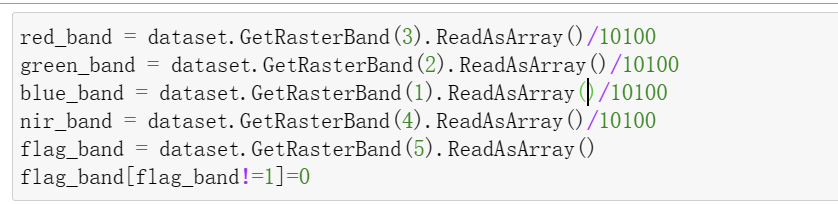 red_band = dataset.GetRasterBand(3).ReadAsArray()/10100
green_band = dataset.GetRasterBand(2).ReadAsArray()/10100
blue_band = dataset.GetRasterBand(1).ReadAsArray()/10100
nir_band = dataset.GetRasterBand(4).ReadAsArray()/10100
flag_band = dataset.GetRasterBand(5).ReadAsArray()
flag_band[flag_band!=1]=0